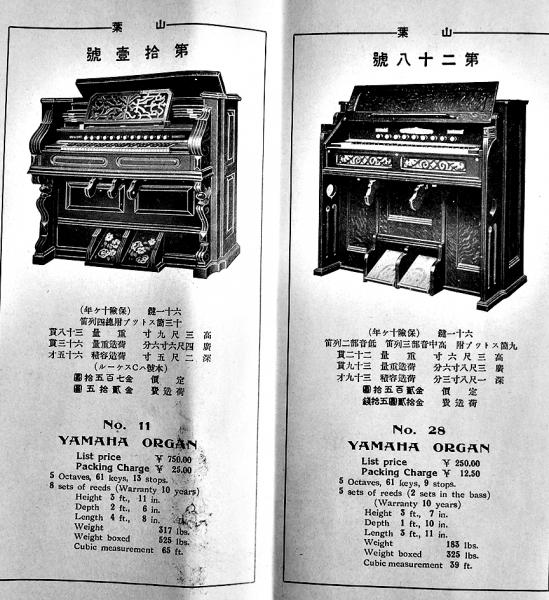 山葉
第拾壹號
六十一鍵 (保險十ケ年)
十三箇ストツプ附總四列笛
高 三尺九寸 重量 三十八貫
廣 四尺六寸六分 荷造重量 六十三貫
深 二尺五寸 荷造容積 六十五才
(本號ハCスケール)
定價 金七百五拾圓
荷造費 金貳拾五圓
No. 11
YAMAHA ORGAN
List price ¥ 750.00
Packing Charge ¥ 25.00
5 Octaves, 61 keys, 13 stops.
8 sets of reeds (Warranty 10 years)
Height 3 ft., 11 in.
Depth 2 ft., 6 in.
Length 4 ft., 8 in.
Weight 317 lbs.
Weight boxed 525 lbs.
Cubic measurement 65 ft.
山葉
第二十八號
六十一鍵 (保險十ケ年)
九箇ストツプ附 高中音部三列笛 低音部二列笛
高 三尺六寸 重量 二十二貫
廣 三尺八寸六分 荷造重量 三十九貫
深 一尺八寸三分 荷造容積 三十九才
定價 金貳百五拾圓
荷造費 金拾貳圓五拾錢
No. 28
YAMAHA ORGAN
List price ¥ 250.00
Packing Charge ¥ 12.50
5 Octaves, 61 keys, 9 stops.
5 sets of reeds (2 sets in the bass)
(Warranty 10 years)
Height 3 ft., 7 in.
Depth 1 ft., 10 in.
Length 3 ft., 11 in.
Weight 183 lbs.
Weight boxed 325 lbs.
Cubic measurement 39 ft.